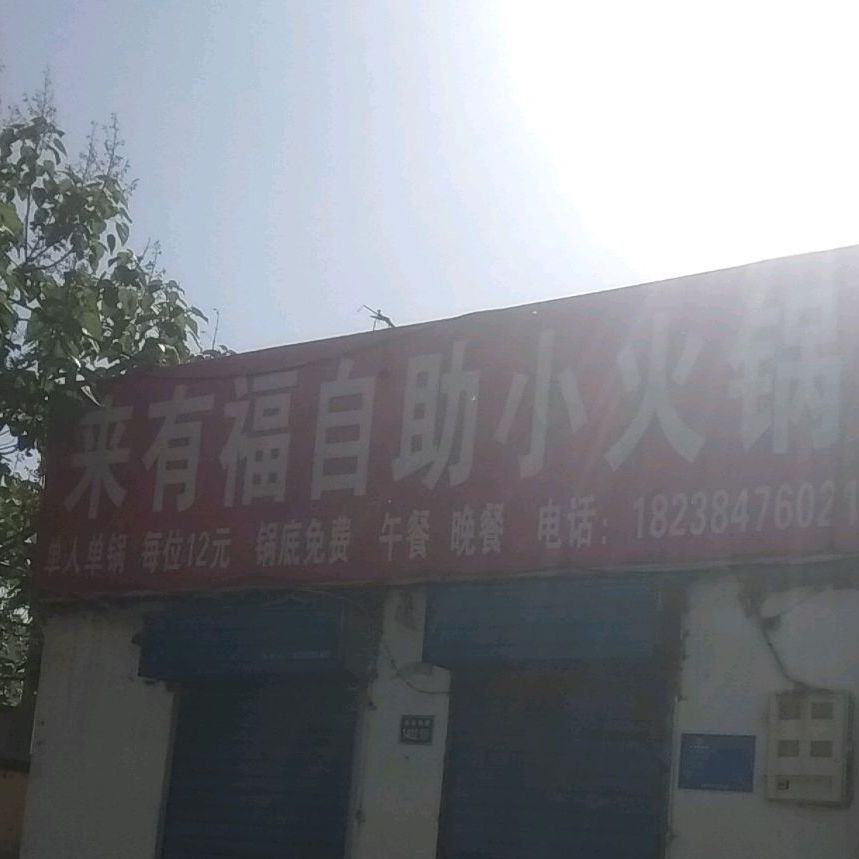 来有福自助小火锅
单人单锅 每位12元 锅底免费 午餐 晚餐 电话：18238476021